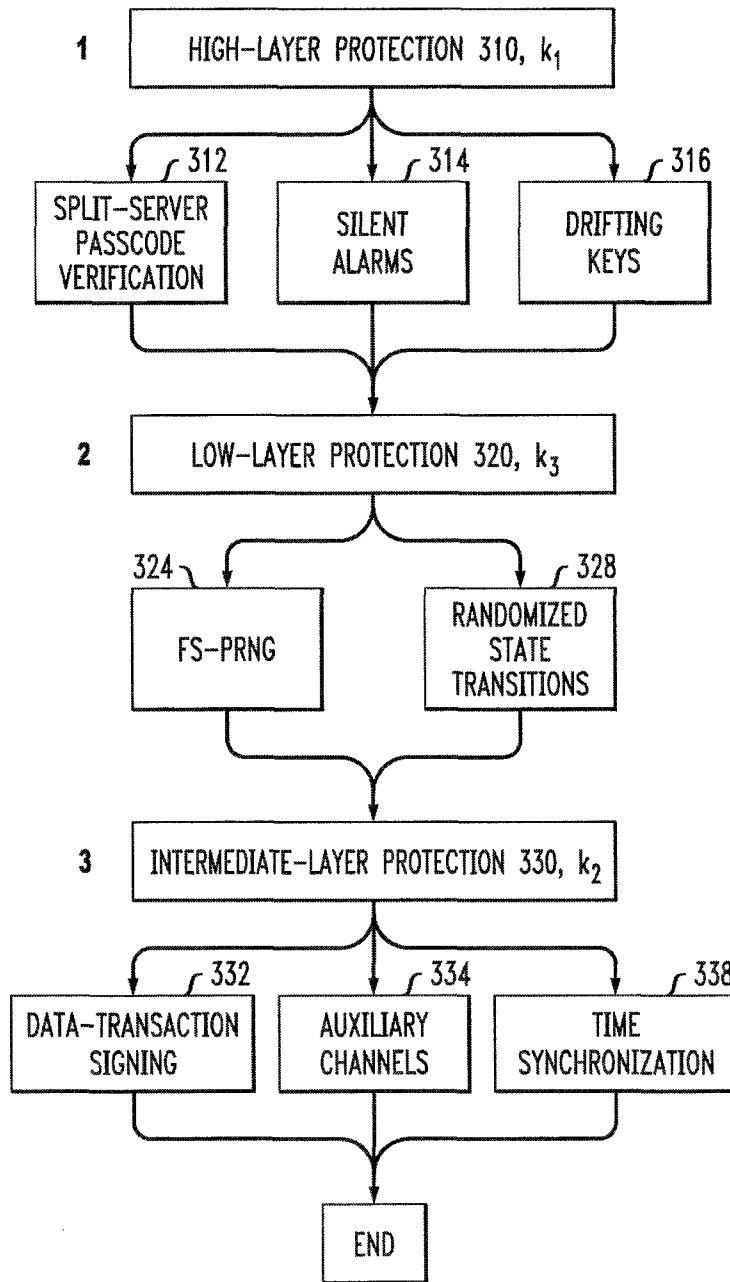 1
HIGH-LAYER PROTECTION 310, k₁
312
314
316
SPLIT-SERVER
PASSCODE
VERIFICATION
SILENT
ALARMS
DRIFTING
KEYS
2
LOW-LAYER PROTECTION 320, k₃
324
328
FS-PRNG
RANDOMIZED
STATE
TRANSITIONS
3
INTERMEDIATE-LAYER PROTECTION 330, k₂
332
334
338
DATA-TRANSACTION
SIGNING
AUXILIARY
CHANNELS
TIME
SYNCHRONIZATION
END